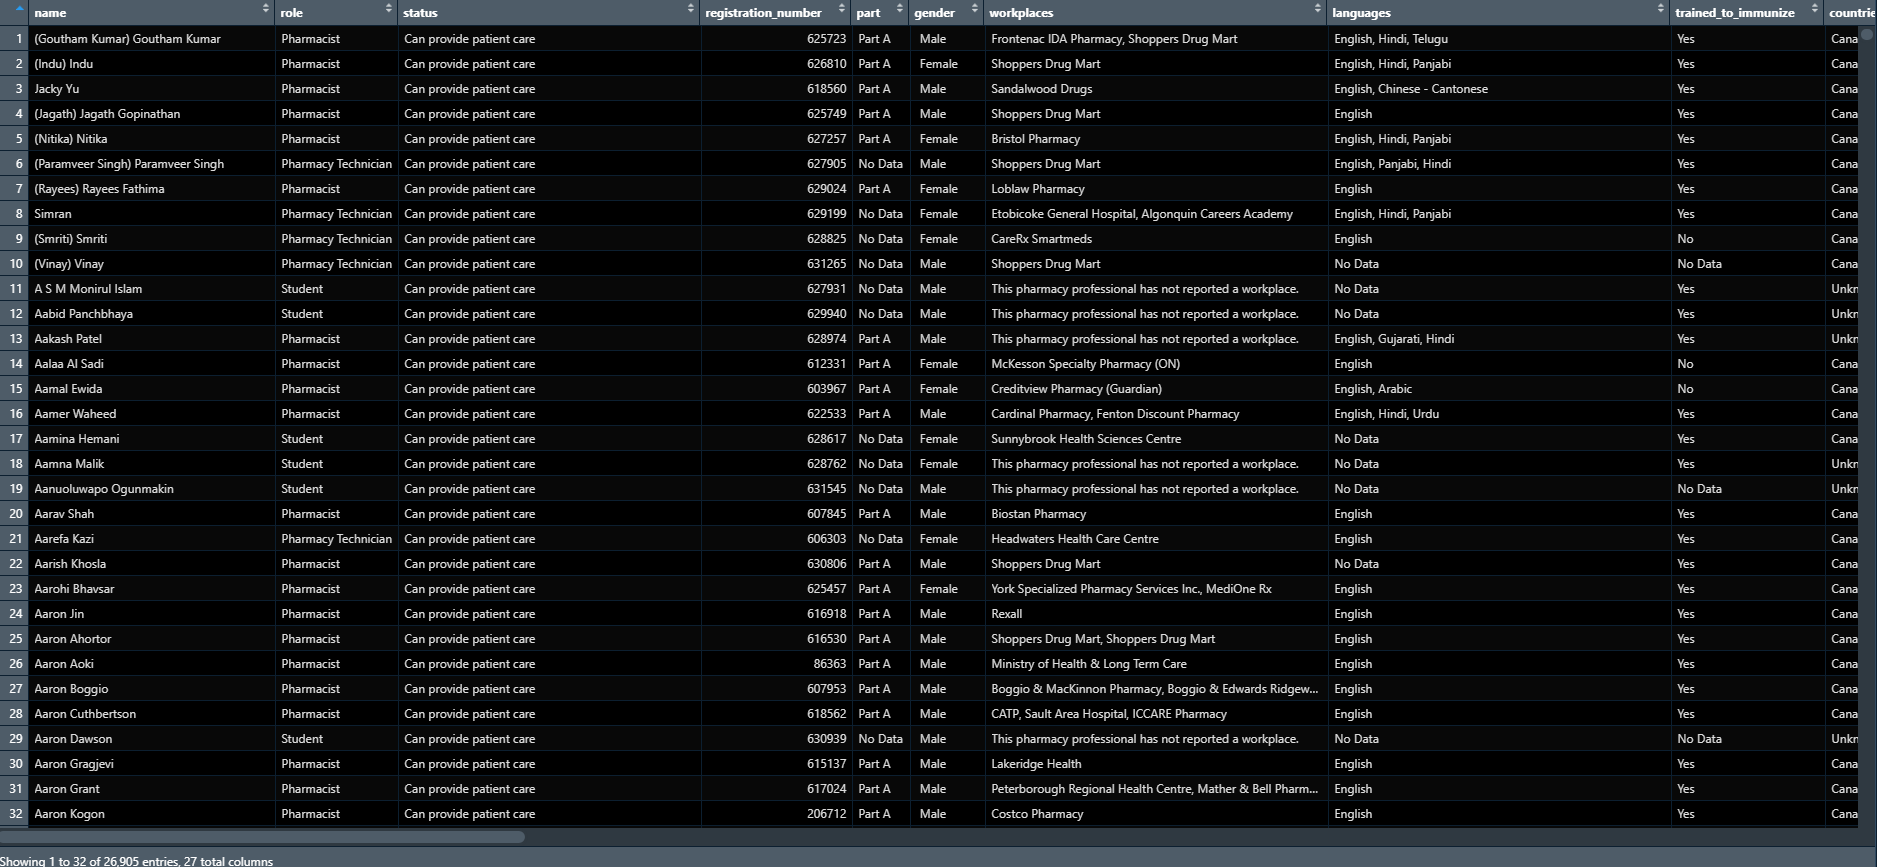 name role status registration_number part gender workplaces languages trained_to_immunize countrie
1 (Goutham Kumar) Goutham Kumar Pharmacist Can provide patient care 625723 Part A Male Frontenac IDA Pharmacy, Shoppers Drug Mart English, Hindi, Telugu Yes Cana
2 (Indu) Indu Pharmacist Can provide patient care 626810 Part A Female Shoppers Drug Mart English, Hindi, Panjabi Yes Cana
3 Jacky Yu Pharmacist Can provide patient care 618560 Part A Male Sandalwood Drugs English, Chinese - Cantonese Yes Cana
4 (Jagath) Jagath Gopinathan Pharmacist Can provide patient care 625749 Part A Male Shoppers Drug Mart English Yes Cana
5 (Nitika) Nitika Pharmacist Can provide patient care 627257 Part A Female Bristol Pharmacy English, Hindi, Panjabi Yes Cana
6 (Paramveer Singh) Paramveer Singh Pharmacy Technician Can provide patient care 627905 No Data Male Shoppers Drug Mart English, Panjabi, Hindi Yes Cana
7 (Rayees) Rayees Fathima Pharmacist Can provide patient care 629024 Part A Female Loblaw Pharmacy English Yes Cana
8 Simran Pharmacy Technician Can provide patient care 629199 No Data Female Etobicoke General Hospital, Algonquin Careers Academy English, Hindi, Panjabi Yes Cana
9 (Smriti) Smriti Pharmacy Technician Can provide patient care 628825 No Data Female CareRx Smartmeds English No Cana
10 (Vinay) Vinay Pharmacy Technician Can provide patient care 631265 No Data Male Shoppers Drug Mart No Data No Data Cana
11 A S M Monirul Islam Student Can provide patient care 627931 No Data Male This pharmacy professional has not reported a workplace. No Data Yes Unkn
12 Aabid Panchbhaya Student Can provide patient care 629940 No Data Male This pharmacy professional has not reported a workplace. No Data Yes Unkn
13 Aakash Patel Pharmacist Can provide patient care 628974 Part A Male This pharmacy professional has not reported a workplace. English, Gujarati, Hindi Yes Unkn
14 Aalaa Al Sadi Pharmacist Can provide patient care 612331 Part A Female McKesson Specialty Pharmacy (ON) English No Cana
15 Aamal Ewida Pharmacist Can provide patient care 603967 Part A Female Creditview Pharmacy (Guardian) English, Arabic No Cana
16 Aamer Waheed Pharmacist Can provide patient care 622533 Part A Male Cardinal Pharmacy, Fenton Discount Pharmacy English, Hindi, Urdu Yes Cana
17 Aamina Hemani Student Can provide patient care 628617 No Data Female Sunnybrook Health Sciences Centre No Data Yes Cana
18 Aamna Malik Student Can provide patient care 628762 No Data Female This pharmacy professional has not reported a workplace. No Data Yes Unkn
19 Aanuoluwapo Ogunmakin Student Can provide patient care 631545 No Data Male This pharmacy professional has not reported a workplace. No Data No Data Unkn
20 Aarav Shah Pharmacist Can provide patient care 607845 Part A Male Biostan Pharmacy English Yes Cana
21 Aarefa Kazi Pharmacy Technician Can provide patient care 606303 No Data Female Headwaters Health Care Centre English Yes Cana
22 Aarish Khosla Pharmacist Can provide patient care 630806 Part A Male Shoppers Drug Mart No Data Yes Cana
23 Aarohi Bhavsar Pharmacist Can provide patient care 625457 Part A Female York Specialized Pharmacy Services Inc., MediOne Rx English Yes Cana
24 Aaron Jin Pharmacist Can provide patient care 616918 Part A Male Rexall English Yes Cana
25 Aaron Ahortor Pharmacist Can provide patient care 616530 Part A Male Shoppers Drug Mart, Shoppers Drug Mart English Yes Cana
26 Aaron Aoki Pharmacist Can provide patient care 86363 Part A Male Ministry of Health & Long Term Care English Yes Cana
27 Aaron Boggio Pharmacist Can provide patient care 607953 Part A Male Boggio & MacKinnon Pharmacy, Boggio & Edwards Ridgew... English Yes Cana
28 Aaron Cuthbertson Pharmacist Can provide patient care 618562 Part A Male CATP, Sault Area Hospital, ICCARE Pharmacy English Yes Cana
29 Aaron Dawson Student Can provide patient care 630939 No Data Male This pharmacy professional has not reported a workplace. No Data No Data Unkn
30 Aaron Gragjevi Pharmacist Can provide patient care 615137 Part A Male Lakeridge Health English Yes Cana
31 Aaron Grant Pharmacist Can provide patient care 617024 Part A Male Peterborough Regional Health Centre, Mather & Bell Pharm... English Yes Cana
32 Aaron Kogon Pharmacist Can provide patient care 206712 Part A Male Costco Pharmacy English Yes Cana
Showing 1 to 32 of 26,905 entries, 27 total columns